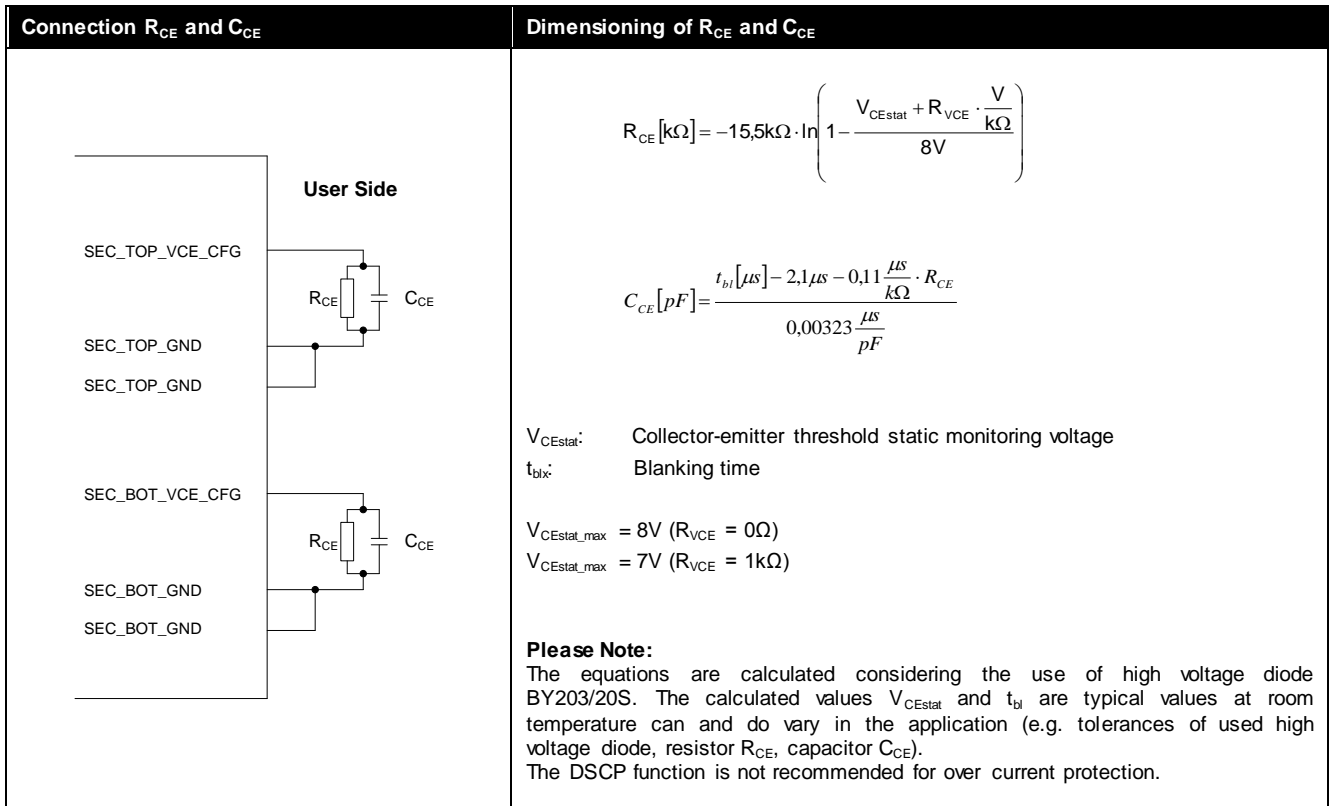 Connection R_CE and C_CE
Dimensioning of R_CE and C_CE
User Side
SEC_TOP_VCE_CFG
R_CE
C_CE
SEC_TOP_GND
SEC_TOP_GND
SEC_BOT_VCE_CFG
R_CE
C_CE
SEC_BOT_GND
SEC_BOT_GND
R_CE[kΩ] = −15,5kΩ · ln(1 − (V_CEstat + R_VCE · V/kΩ) / 8V)
C_CE[pF] = (t_bl[μs] − 2,1μs − 0,11 μs/kΩ · R_CE) / (0,00323 μs/pF)
V_CEstat: Collector-emitter threshold static monitoring voltage
t_blx: Blanking time
V_CEstat_max = 8V (R_VCE = 0Ω)
V_CEstat_max = 7V (R_VCE = 1kΩ)
Please Note:
The equations are calculated considering the use of high voltage diode
BY203/20S. The calculated values V_CEstat and t_bl are typical values at room
temperature can and do vary in the application (e.g. tolerances of used high
voltage diode, resistor R_CE, capacitor C_CE).
The DSCP function is not recommended for over current protection.